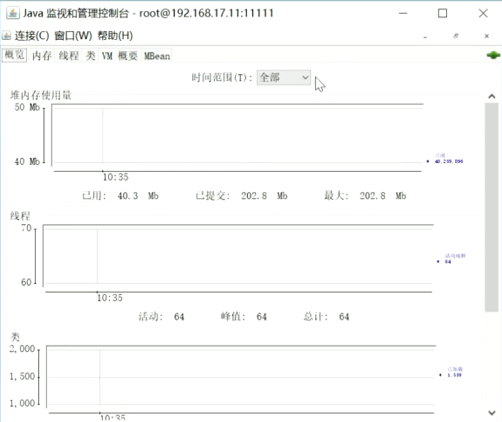 Java 监视和管理控制台 - root@192.168.17.11:11111
连接(C) 窗口(W) 帮助(H)
概览 内存 线程 类 VM 概要 MBean
时间范围(T): 全部
堆内存使用量
50 Mb
40 Mb
10:35
已用
已用: 40.3 Mb 已提交: 202.8 Mb 最大: 202.8 Mb
线程
70
60
活动线程
64
10:35
活动: 64 峰值: 64 总计: 64
类
2,000
1,500
1,000
已加载
10:35